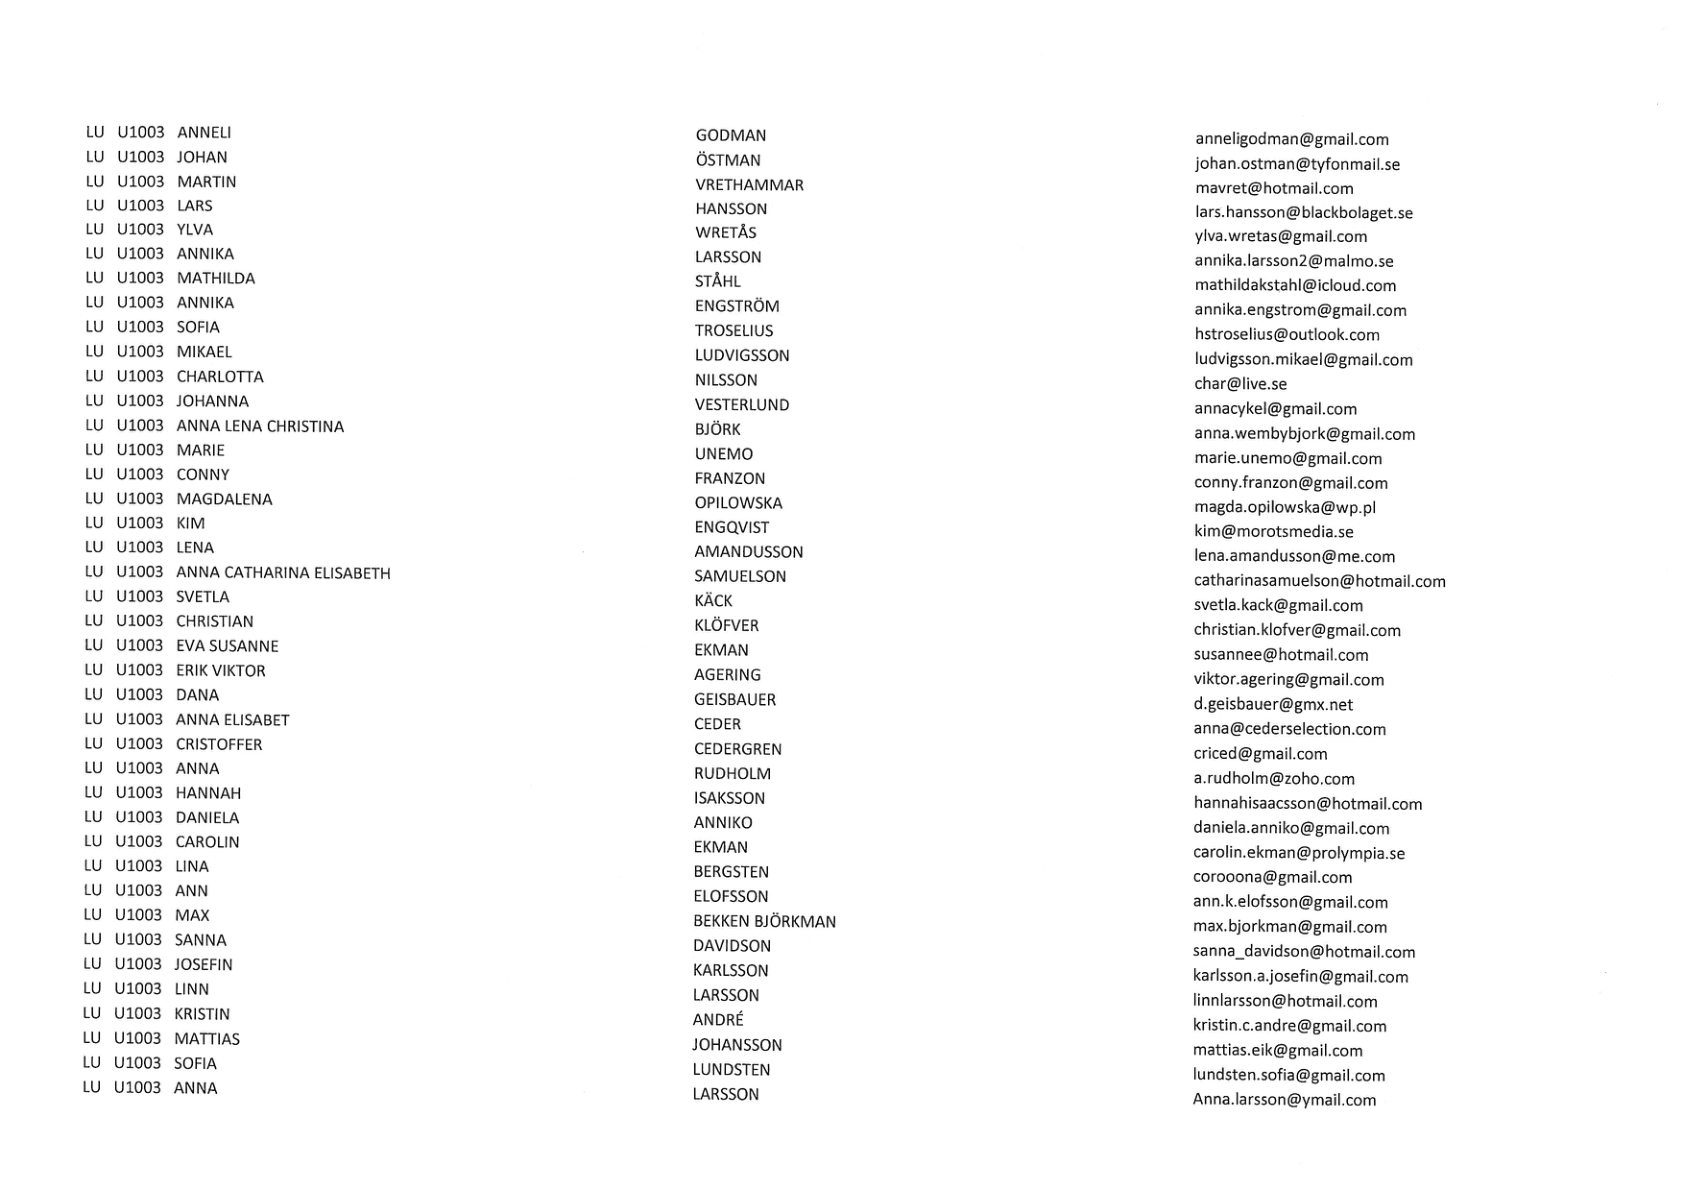 LU U1003 ANNELI GODMAN anneligodman@gmail.com
LU U1003 JOHAN ÖSTMAN johan.ostman@tyfonmail.se
LU U1003 MARTIN VRETHAMMAR mavret@hotmail.com
LU U1003 LARS HANSSON lars.hansson@blackbolaget.se
LU U1003 YLVA WRETÅS ylva.wretas@gmail.com
LU U1003 ANNIKA LARSSON annika.larsson2@malmo.se
LU U1003 MATHILDA STÅHL mathildakstahl@icloud.com
LU U1003 ANNIKA ENGSTRÖM annika.engstrom@gmail.com
LU U1003 SOFIA TROSELIUS hstroselius@outlook.com
LU U1003 MIKAEL LUDVIGSSON ludvigsson.mikael@gmail.com
LU U1003 CHARLOTTA NILSSON char@live.se
LU U1003 JOHANNA VESTERLUND annacykel@gmail.com
LU U1003 ANNA LENA CHRISTINA BJÖRK anna.wembybjork@gmail.com
LU U1003 MARIE UNEMO marie.unemo@gmail.com
LU U1003 CONNY FRANZON conny.franzon@gmail.com
LU U1003 MAGDALENA OPILOWSKA magda.opilowska@wp.pl
LU U1003 KIM ENGQVIST kim@morotsmedia.se
LU U1003 LENA AMANDUSSON lena.amandusson@me.com
LU U1003 ANNA CATHARINA ELISABETH SAMUELSON catharinasamuelson@hotmail.com
LU U1003 SVETLA KÄCK svetla.kack@gmail.com
LU U1003 CHRISTIAN KLÖFVER christian.klofver@gmail.com
LU U1003 EVA SUSANNE EKMAN susannee@hotmail.com
LU U1003 ERIK VIKTOR AGERING viktor.agering@gmail.com
LU U1003 DANA GEISBAUER d.geisbauer@gmx.net
LU U1003 ANNA ELISABET CEDER anna@cederselection.com
LU U1003 CRISTOFFER CEDERGREN criced@gmail.com
LU U1003 ANNA RUDHOLM a.rudholm@zoho.com
LU U1003 HANNAH ISAKSSON hannahisaacsson@hotmail.com
LU U1003 DANIELA ANNIKO daniela.anniko@gmail.com
LU U1003 CAROLIN EKMAN carolin.ekman@prolympia.se
LU U1003 LINA BERGSTEN corooona@gmail.com
LU U1003 ANN ELOFSSON ann.k.elofsson@gmail.com
LU U1003 MAX BEKKEN BJÖRKMAN max.bjorkman@gmail.com
LU U1003 SANNA DAVIDSON sanna_davidson@hotmail.com
LU U1003 JOSEFIN KARLSSON karlsson.a.josefin@gmail.com
LU U1003 LINN LARSSON linnlarsson@hotmail.com
LU U1003 KRISTIN ANDRÉ kristin.c.andre@gmail.com
LU U1003 MATTIAS JOHANSSON mattias.eik@gmail.com
LU U1003 SOFIA LUNDSTEN lundsten.sofia@gmail.com
LU U1003 ANNA LARSSON Anna.larsson@ymail.com